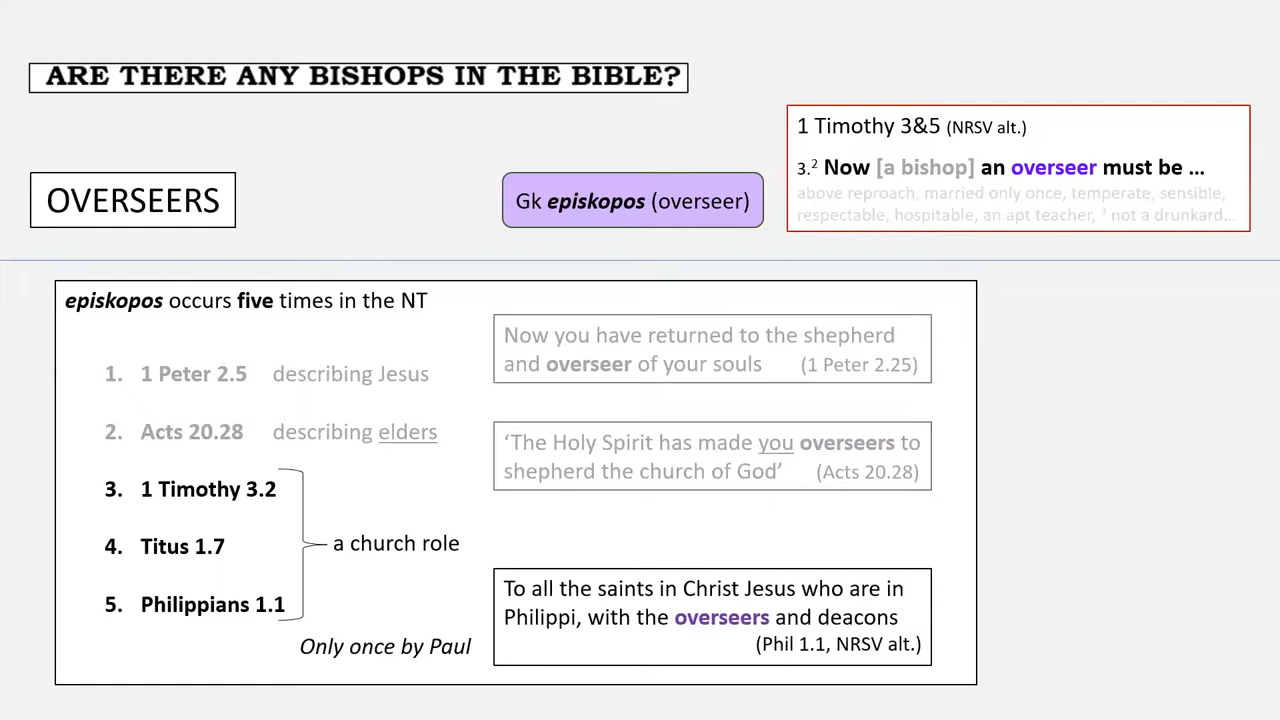 ARE THERE ANY BISHOPS IN THE BIBLE?
OVERSEERS
Gk episkopos (overseer)
1 Timothy 3&5 (NRSV alt.)
3.² Now [a bishop] an overseer must be ...
above reproach, married only once, temperate, sensible,
respectable, hospitable, an apt teacher, ³ not a drunkard...
episkopos occurs five times in the NT
1. 1 Peter 2.5 describing Jesus
Now you have returned to the shepherd
and overseer of your souls (1 Peter 2.25)
2. Acts 20.28 describing elders
‘The Holy Spirit has made you overseers to
shepherd the church of God’ (Acts 20.28)
3. 1 Timothy 3.2
4. Titus 1.7
a church role
5. Philippians 1.1
Only once by Paul
To all the saints in Christ Jesus who are in
Philippi, with the overseers and deacons
(Phil 1.1, NRSV alt.)